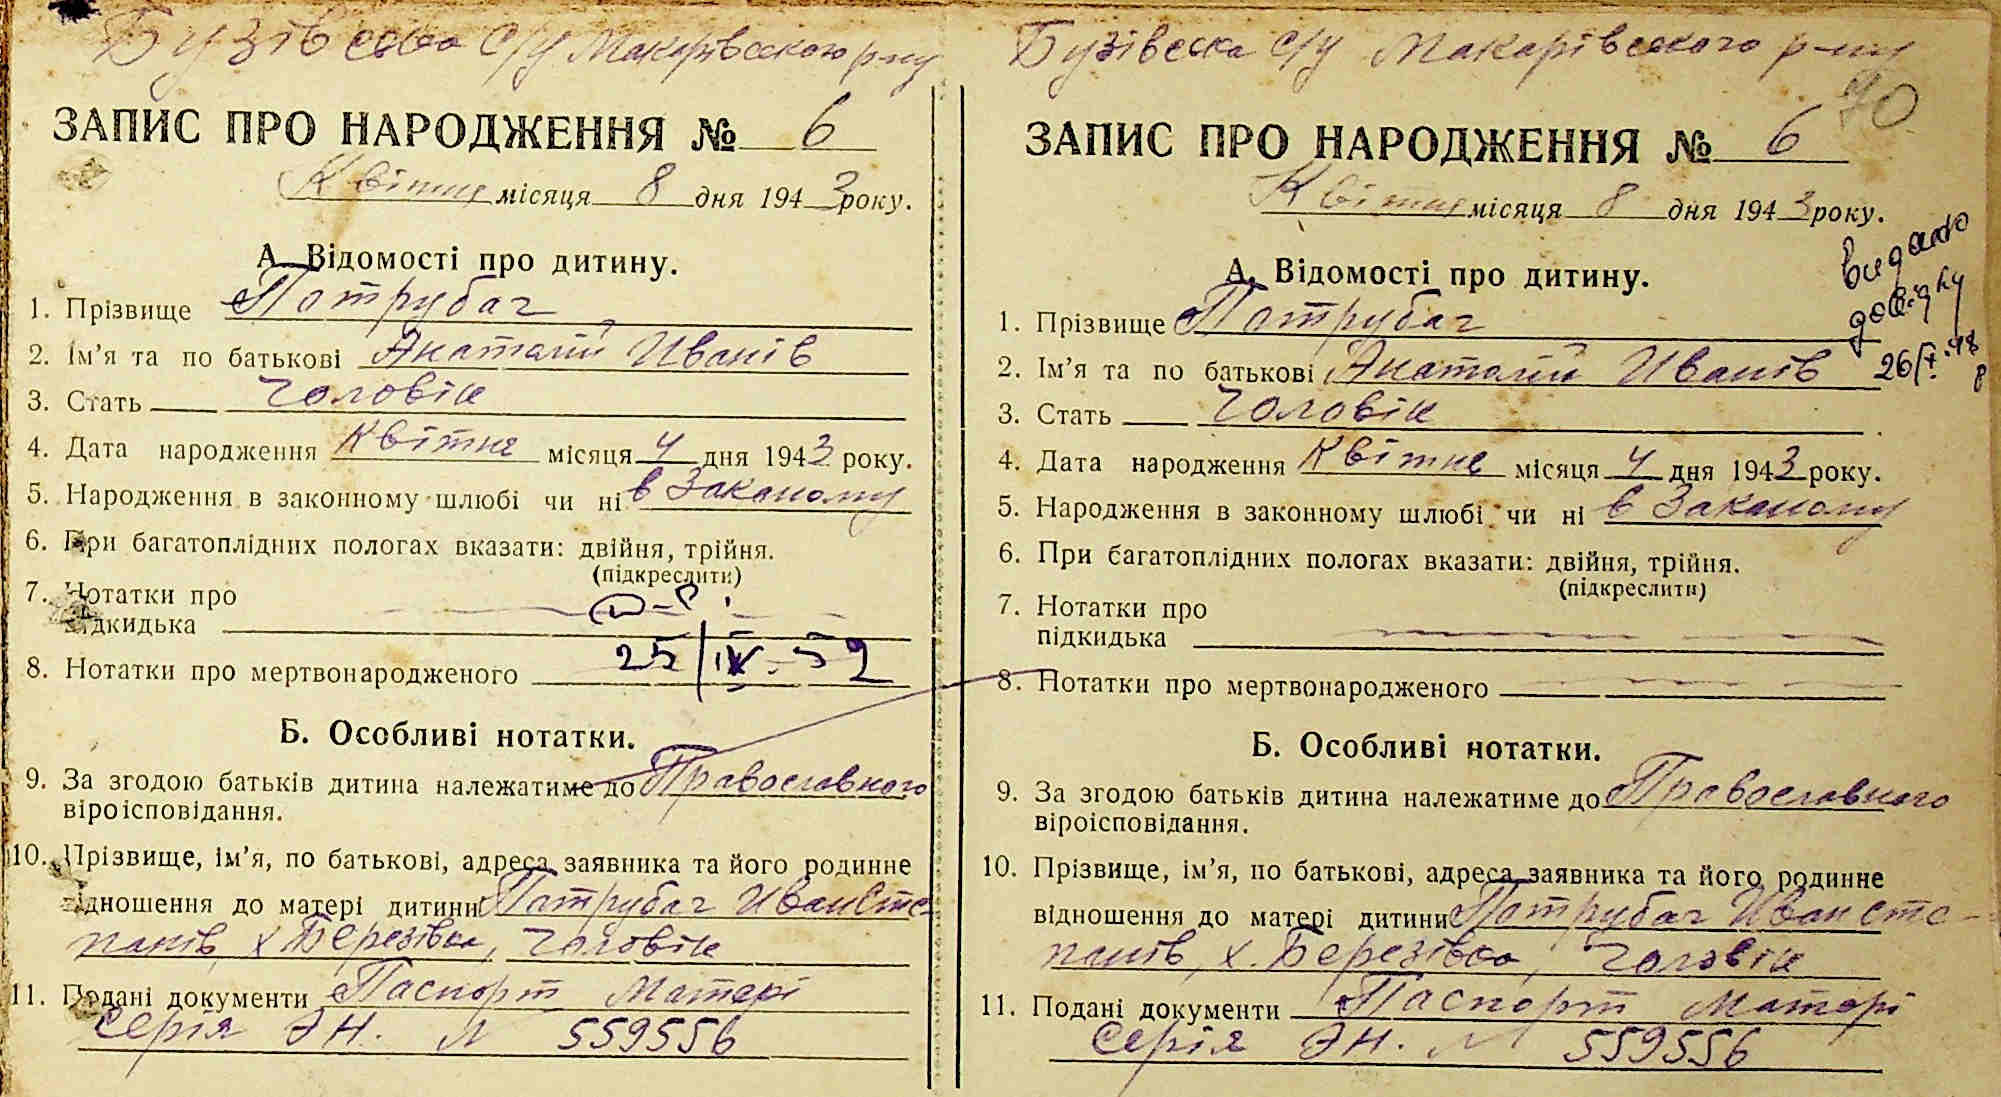 Бузівська с/у Макарівського р-ну
ЗАПИС ПРО НАРОДЖЕННЯ № 6
Квітня місяця 8 дня 1943 року.
А. Відомості про дитину.
1. Прізвище Потрубач
2. Ім’я та по батькові Анатолій Иванів
3. Стать Чоловік
4. Дата народження Квітня місяця 4 дня 1943 року.
5. Народження в законному шлюбі чи ні в Законому
6. При багатоплідних пологах вказати: двійня, трійня.
(підкреслити)
7. Нотатки про
підкидька
8. Нотатки про мертвонародженого 25/IV-52
Б. Особливі нотатки.
9. За згодою батьків дитина належатиме до Православного
віроісповідання.
10. Прізвище, ім’я, по батькові, адреса заявника та його родинне
відношення до матері дитини Потрубач Иван Сте-
панів, х. Березівка, Чоловік
11. Подані документи Паспорт Матері
Серія ЭН. № 559556
Бузівська с/у Макарівського р-ну
70
ЗАПИС ПРО НАРОДЖЕННЯ № 6
Квітня місяця 8 дня 1943 року.
видано
довідку
А. Відомості про дитину.
1. Прізвище Потрубач
2. Ім’я та по батькові Анатолій Иванів
3. Стать Чоловік
4. Дата народження Квітня місяця 4 дня 1943 року.
5. Народження в законному шлюбі чи ні в Законому
6. При багатоплідних пологах вказати: двійня, трійня.
(підкреслити)
7. Нотатки про
підкидька
8. Нотатки про мертвонародженого
Б. Особливі нотатки.
9. За згодою батьків дитина належатиме до Православного
віроісповідання.
10. Прізвище, ім’я, по батькові, адреса заявника та його родинне
відношення до матері дитини Потрубач Иван Сте-
панів, х. Березівка, Чоловік
11. Подані документи Паспорт Матері
Серія ЭН. № 559556